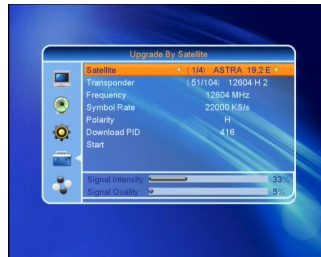 Upgrade By Satellite
Satellite ( 1/4) ASTRA 19,2 E
Transponder ( 51/104) 12604 H 2
Frequency 12604 MHz
Symbol Rate 22000 KS/s
Polarity H
Download PID 416
Start
Signal Intensity 33%
Signal Quality 5%